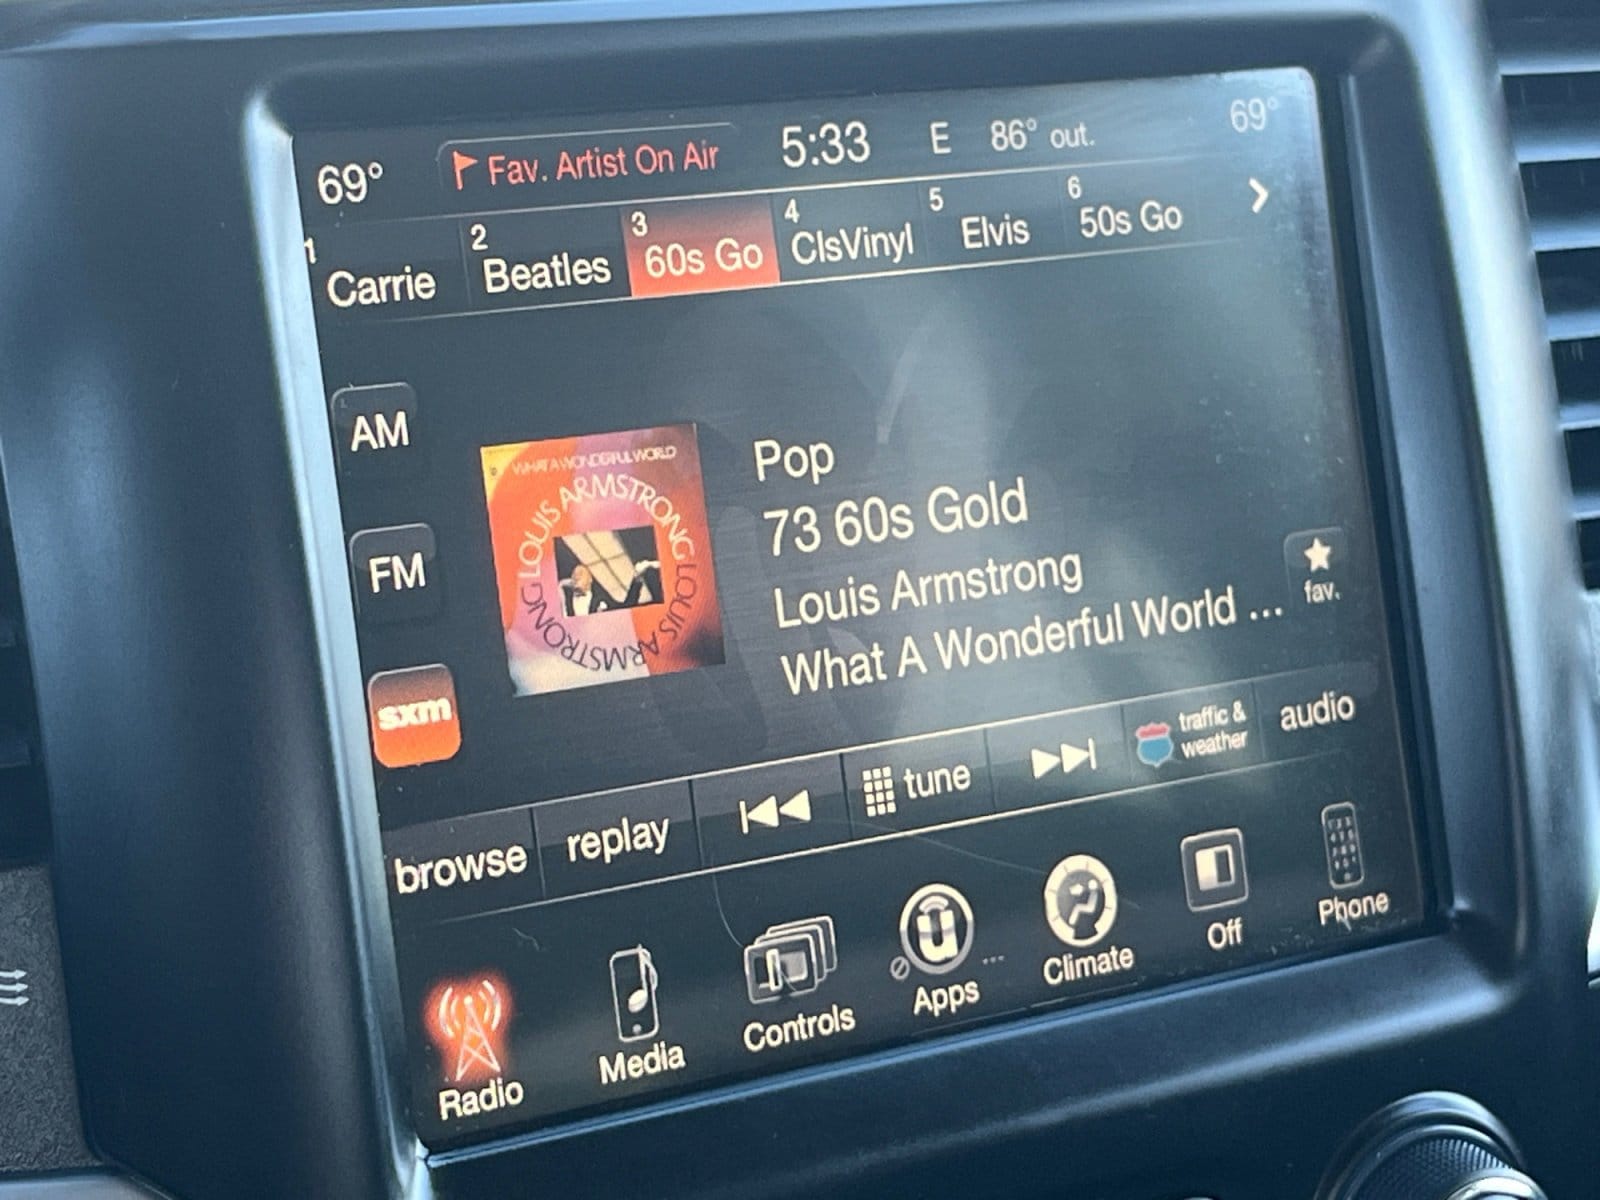 69° Fav. Artist On Air 5:33 E 86° out. 69°
1 Carrie
2 Beatles
3 60s Go
4 ClsVinyl
5 Elvis
6 50s Go
AM
FM
sxm
WHAT A WONDERFUL WORLD
LOUIS ARMSTRONG LOUIS ARMSTRONG
Pop
73 60s Gold
Louis Armstrong
What A Wonderful World ...
fav.
browse
replay
tune
traffic &
weather
audio
Radio
Media
Controls
Apps
...
Climate
Off
Phone